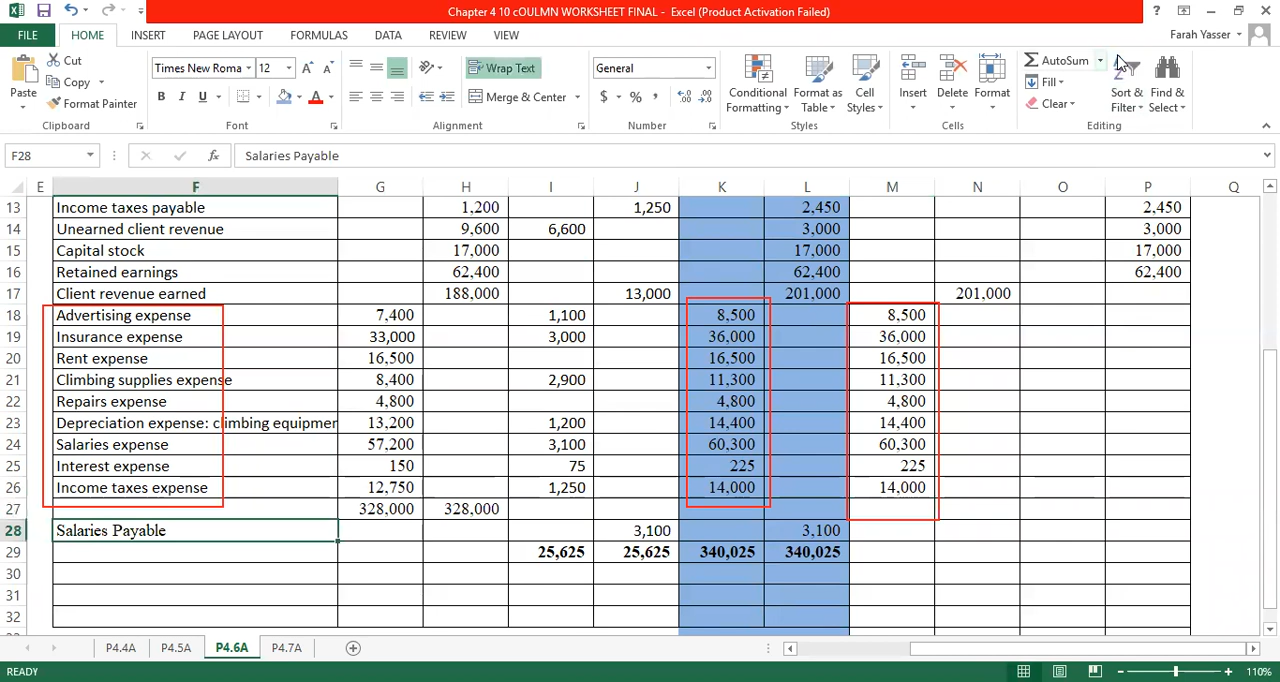 Chapter 4 10 cOULMN WORKSHEET FINAL - Excel (Product Activation Failed)
FILE HOME INSERT PAGE LAYOUT FORMULAS DATA REVIEW VIEW Farah Yasser
Cut
Copy
Format Painter
Paste
Clipboard
Times New Roma 12
B I U
Font
Wrap Text
Merge & Center
Alignment
General
$ % ,
Number
Conditional Formatting
Format as Table
Cell Styles
Styles
Insert Delete Format
Cells
AutoSum
Fill
Clear
Sort & Filter
Find & Select
Editing
F28 fx Salaries Payable
E F G H I J K L M N O P Q
13 Income taxes payable 1,200 1,250 2,450 2,450
14 Unearned client revenue 9,600 6,600 3,000 3,000
15 Capital stock 17,000 17,000 17,000
16 Retained earnings 62,400 62,400 62,400
17 Client revenue earned 188,000 13,000 201,000 201,000
18 Advertising expense 7,400 1,100 8,500 8,500
19 Insurance expense 33,000 3,000 36,000 36,000
20 Rent expense 16,500 16,500 16,500
21 Climbing supplies expense 8,400 2,900 11,300 11,300
22 Repairs expense 4,800 4,800 4,800
23 Depreciation expense: climbing equipmer 13,200 1,200 14,400 14,400
24 Salaries expense 57,200 3,100 60,300 60,300
25 Interest expense 150 75 225 225
26 Income taxes expense 12,750 1,250 14,000 14,000
27 328,000 328,000
28 Salaries Payable 3,100 3,100
29 25,625 25,625 340,025 340,025
30
31
32
P4.4A P4.5A P4.6A P4.7A
READY 110%